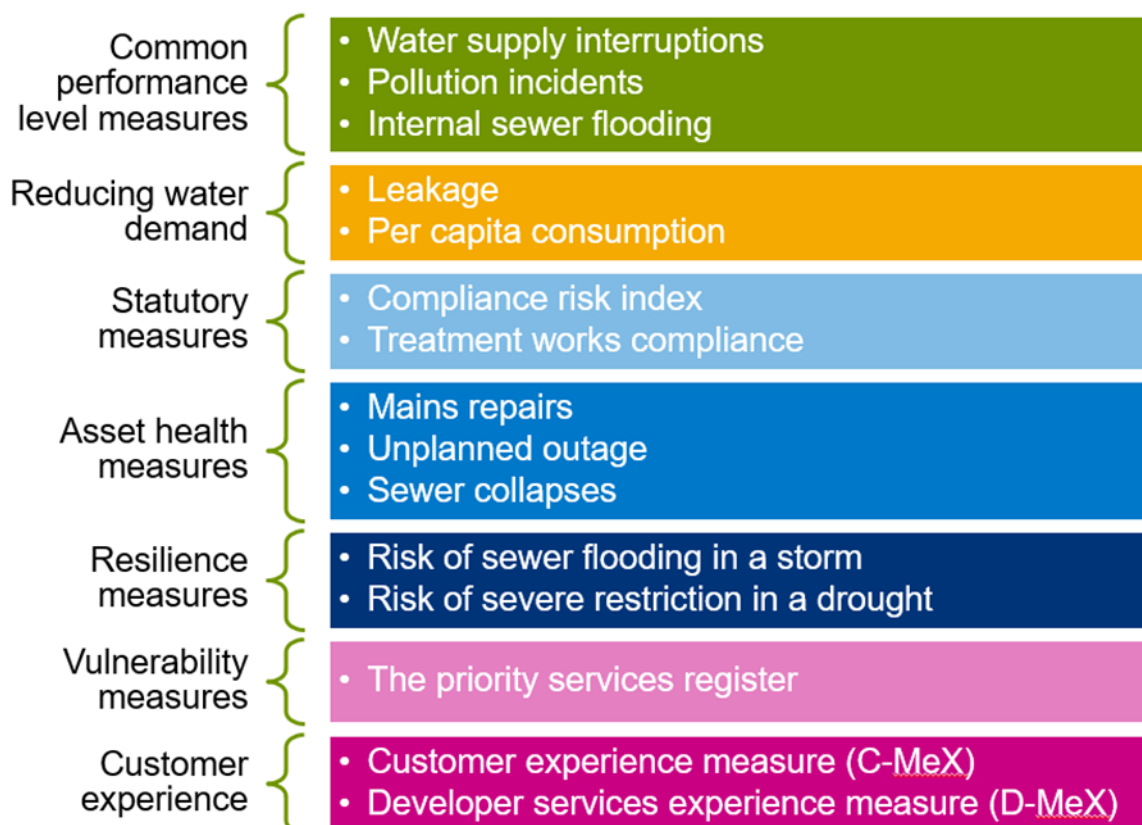 Common
performance
level measures
• Water supply interruptions
• Pollution incidents
• Internal sewer flooding
Reducing water
demand
• Leakage
• Per capita consumption
Statutory
measures
• Compliance risk index
• Treatment works compliance
Asset health
measures
• Mains repairs
• Unplanned outage
• Sewer collapses
Resilience
measures
• Risk of sewer flooding in a storm
• Risk of severe restriction in a drought
Vulnerability
measures
• The priority services register
Customer
experience
• Customer experience measure (C-MeX)
• Developer services experience measure (D-MeX)